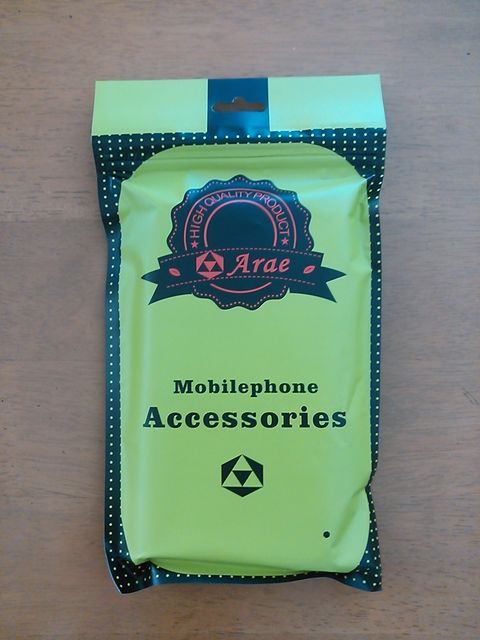 HIGH QUALITY PRODUCT
Arae
Mobilephone
Accessories